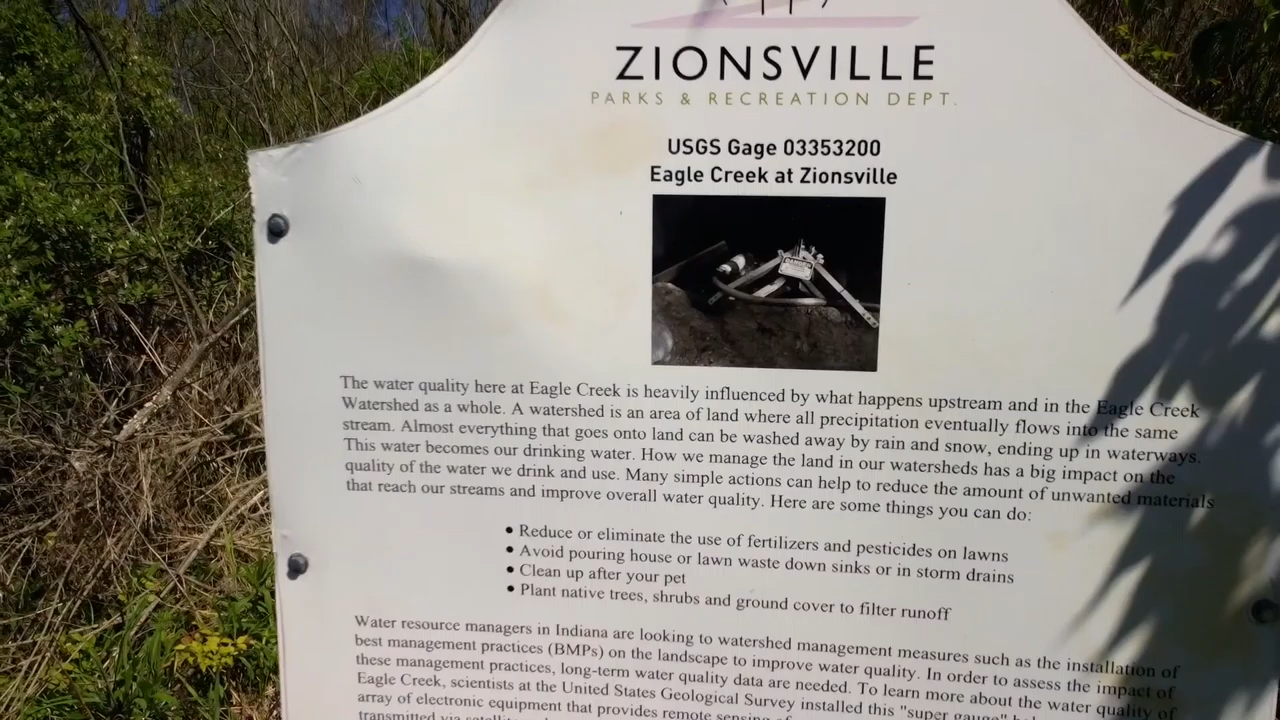 ZIONSVILLE
PARKS & RECREATION DEPT.
USGS Gage 03353200
Eagle Creek at Zionsville
DANGER
The water quality here at Eagle Creek is heavily influenced by what happens upstream and in the Eagle Creek
Watershed as a whole. A watershed is an area of land where all precipitation eventually flows into the same
stream. Almost everything that goes onto land can be washed away by rain and snow, ending up in waterways.
This water becomes our drinking water. How we manage the land in our watersheds has a big impact on the
quality of the water we drink and use. Many simple actions can help to reduce the amount of unwanted materials
that reach our streams and improve overall water quality. Here are some things you can do:
• Reduce or eliminate the use of fertilizers and pesticides on lawns
• Avoid pouring house or lawn waste down sinks or in storm drains
• Clean up after your pet
• Plant native trees, shrubs and ground cover to filter runoff
Water resource managers in Indiana are looking to watershed management measures such as the installation of
best management practices (BMPs) on the landscape to improve water quality. In order to assess the impact of
these management practices, long-term water quality data are needed. To learn more about the water quality of
Eagle Creek, scientists at the United States Geological Survey installed this "super gauge"
array of electronic equipment that provides remote sensing of
transmitted via